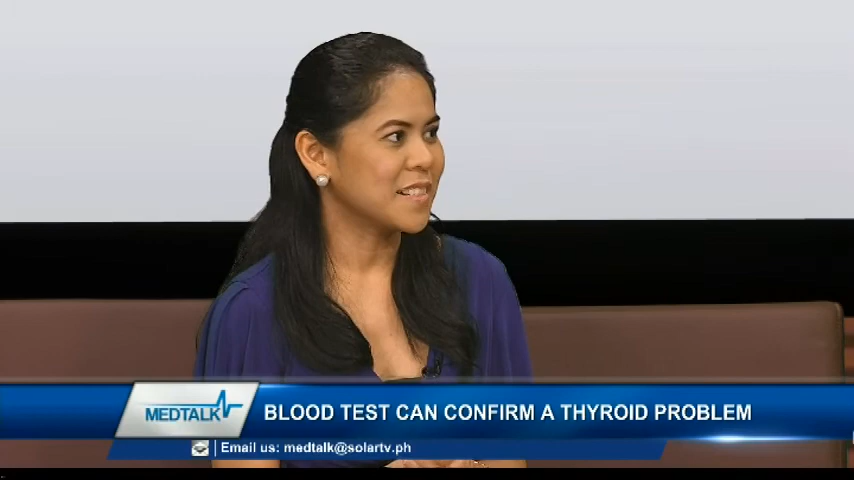 MEDTALK
BLOOD TEST CAN CONFIRM A THYROID PROBLEM
Email us: medtalk@solartv.ph